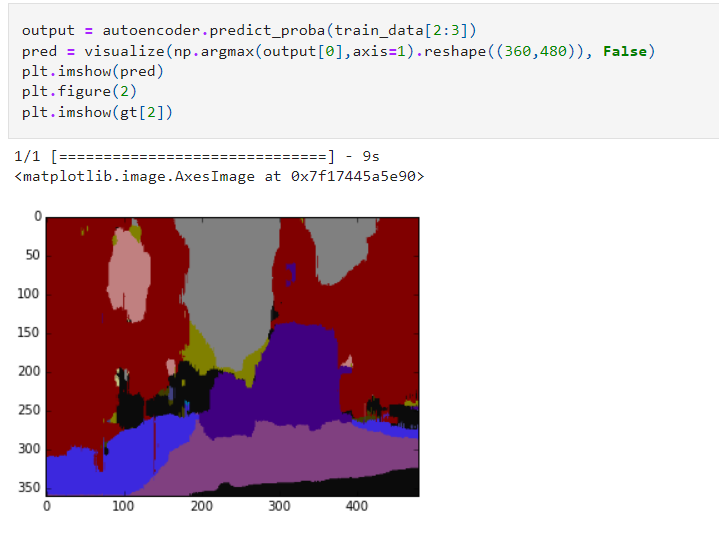 output = autoencoder.predict_proba(train_data[2:3])
pred = visualize(np.argmax(output[0],axis=1).reshape((360,480)), False)
plt.imshow(pred)
plt.figure(2)
plt.imshow(gt[2])
1/1 [==============================] - 9s
<matplotlib.image.AxesImage at 0x7f17445a5e90>
0
50
100
150
200
250
300
350
0 100 200 300 400